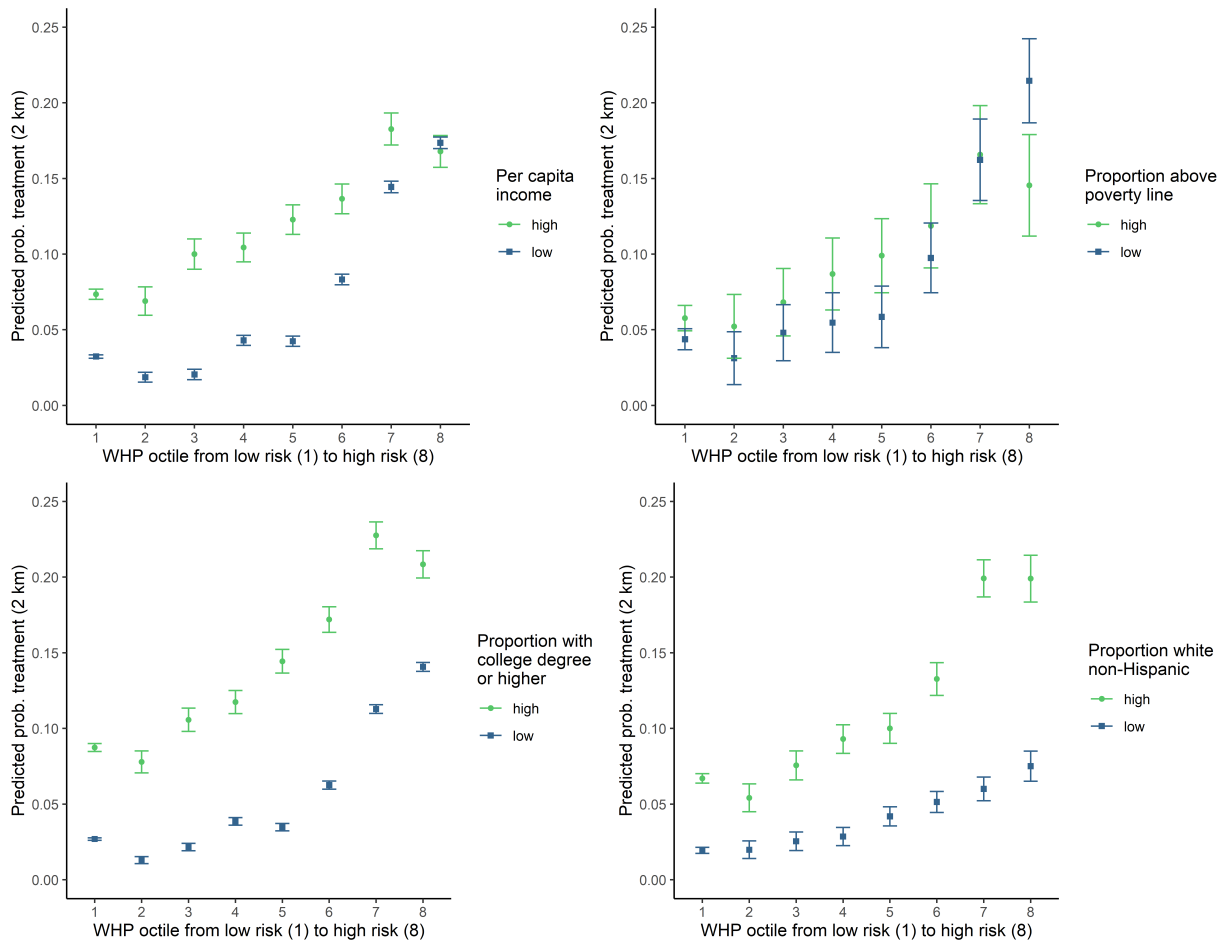 0.25
0.20
0.15
0.10
0.05
0.00
Predicted prob. treatment (2 km)
1 2 3 4 5 6 7 8
WHP octile from low risk (1) to high risk (8)
Per capita
income
high
low
0.25
0.20
0.15
0.10
0.05
0.00
Predicted prob. treatment (2 km)
1 2 3 4 5 6 7 8
WHP octile from low risk (1) to high risk (8)
Proportion above
poverty line
high
low
0.25
0.20
0.15
0.10
0.05
0.00
Predicted prob. treatment (2 km)
1 2 3 4 5 6 7 8
WHP octile from low risk (1) to high risk (8)
Proportion with
college degree
or higher
high
low
0.25
0.20
0.15
0.10
0.05
0.00
Predicted prob. treatment (2 km)
1 2 3 4 5 6 7 8
WHP octile from low risk (1) to high risk (8)
Proportion white
non-Hispanic
high
low